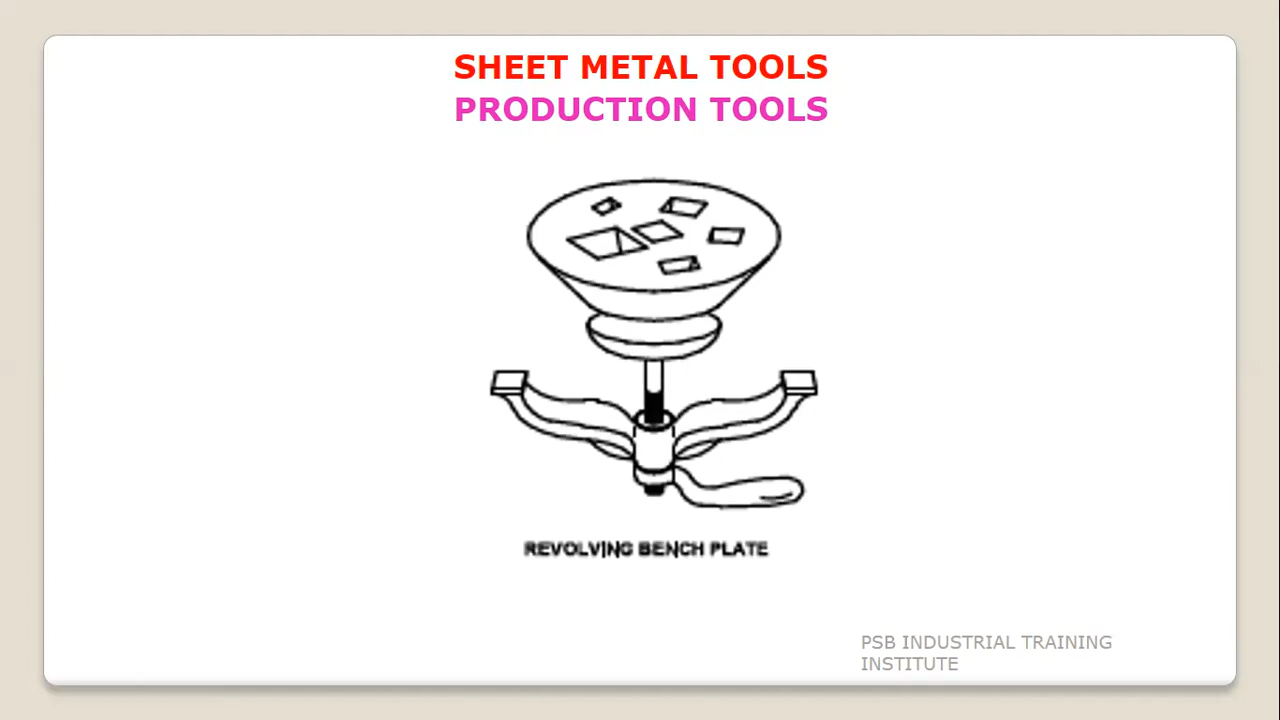 SHEET METAL TOOLS
PRODUCTION TOOLS
REVOLVING BENCH PLATE
PSB INDUSTRIAL TRAINING
INSTITUTE